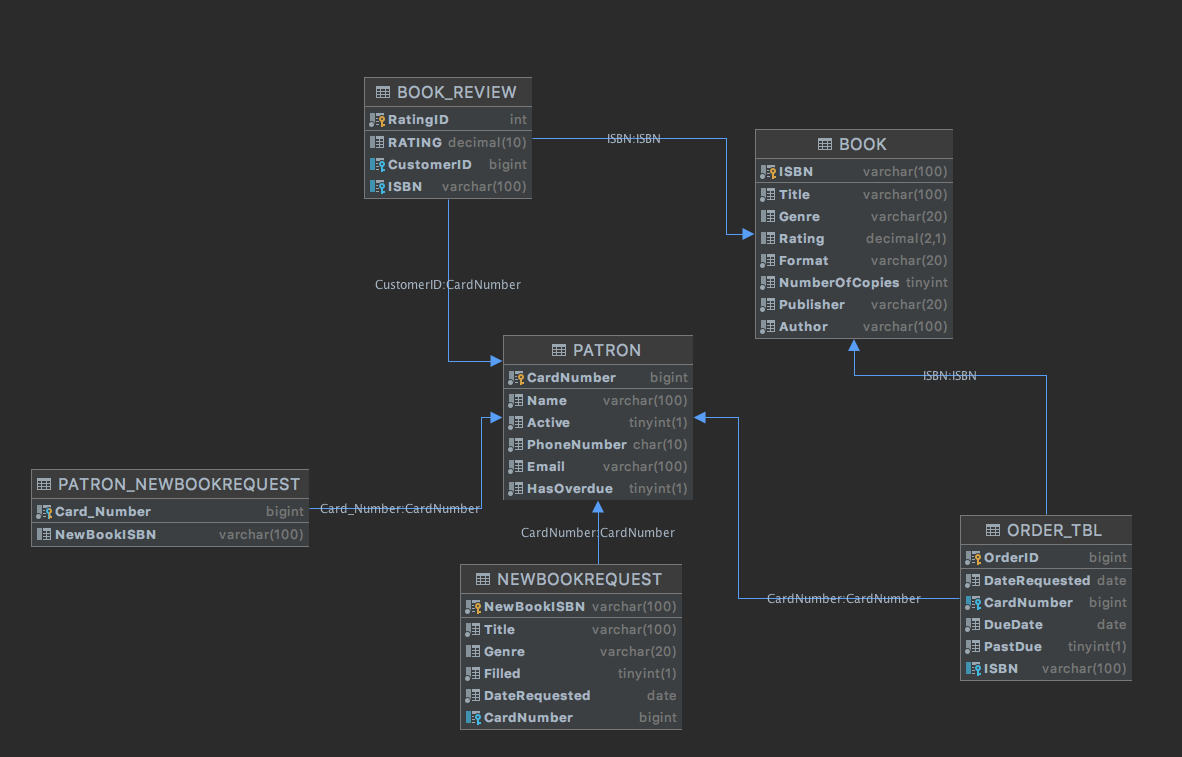 BOOK_REVIEW
RatingID int
RATING decimal(10)
CustomerID bigint
ISBN varchar(100)
ISBN:ISBN
BOOK
ISBN varchar(100)
Title varchar(100)
Genre varchar(20)
Rating decimal(2,1)
Format varchar(20)
NumberOfCopies tinyint
Publisher varchar(20)
Author varchar(100)
CustomerID:CardNumber
PATRON
CardNumber bigint
Name varchar(100)
Active tinyint(1)
PhoneNumber char(10)
Email varchar(100)
HasOverdue tinyint(1)
ISBN:ISBN
PATRON_NEWBOOKREQUEST
Card_Number bigint
NewBookISBN varchar(100)
Card_Number:CardNumber
CardNumber:CardNumber
NEWBOOKREQUEST
NewBookISBN varchar(100)
Title varchar(100)
Genre varchar(20)
Filled tinyint(1)
DateRequested date
CardNumber bigint
CardNumber:CardNumber
ORDER_TBL
OrderID bigint
DateRequested date
CardNumber bigint
DueDate date
PastDue tinyint(1)
ISBN varchar(100)